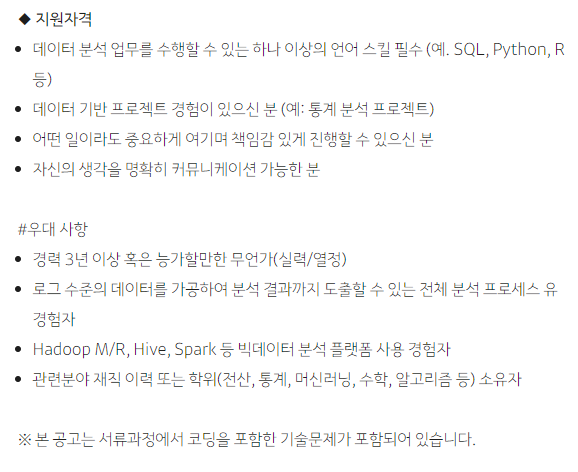 ◆ 지원자격
• 데이터 분석 업무를 수행할 수 있는 하나 이상의 언어 스킬 필수 (예. SQL, Python, R
등)
• 데이터 기반 프로젝트 경험이 있으신 분 (예: 통계 분석 프로젝트)
• 어떤 일이라도 중요하게 여기며 책임감 있게 진행할 수 있으신 분
• 자신의 생각을 명확히 커뮤니케이션 가능한 분
#우대 사항
• 경력 3년 이상 혹은 능가할만한 무언가(실력/열정)
• 로그 수준의 데이터를 가공하여 분석 결과까지 도출할 수 있는 전체 분석 프로세스 유
경험자
• Hadoop M/R, Hive, Spark 등 빅데이터 분석 플랫폼 사용 경험자
• 관련분야 재직 이력 또는 학위(전산, 통계, 머신러닝, 수학, 알고리즘 등) 소유자
※ 본 공고는 서류과정에서 코딩을 포함한 기술문제가 포함되어 있습니다.